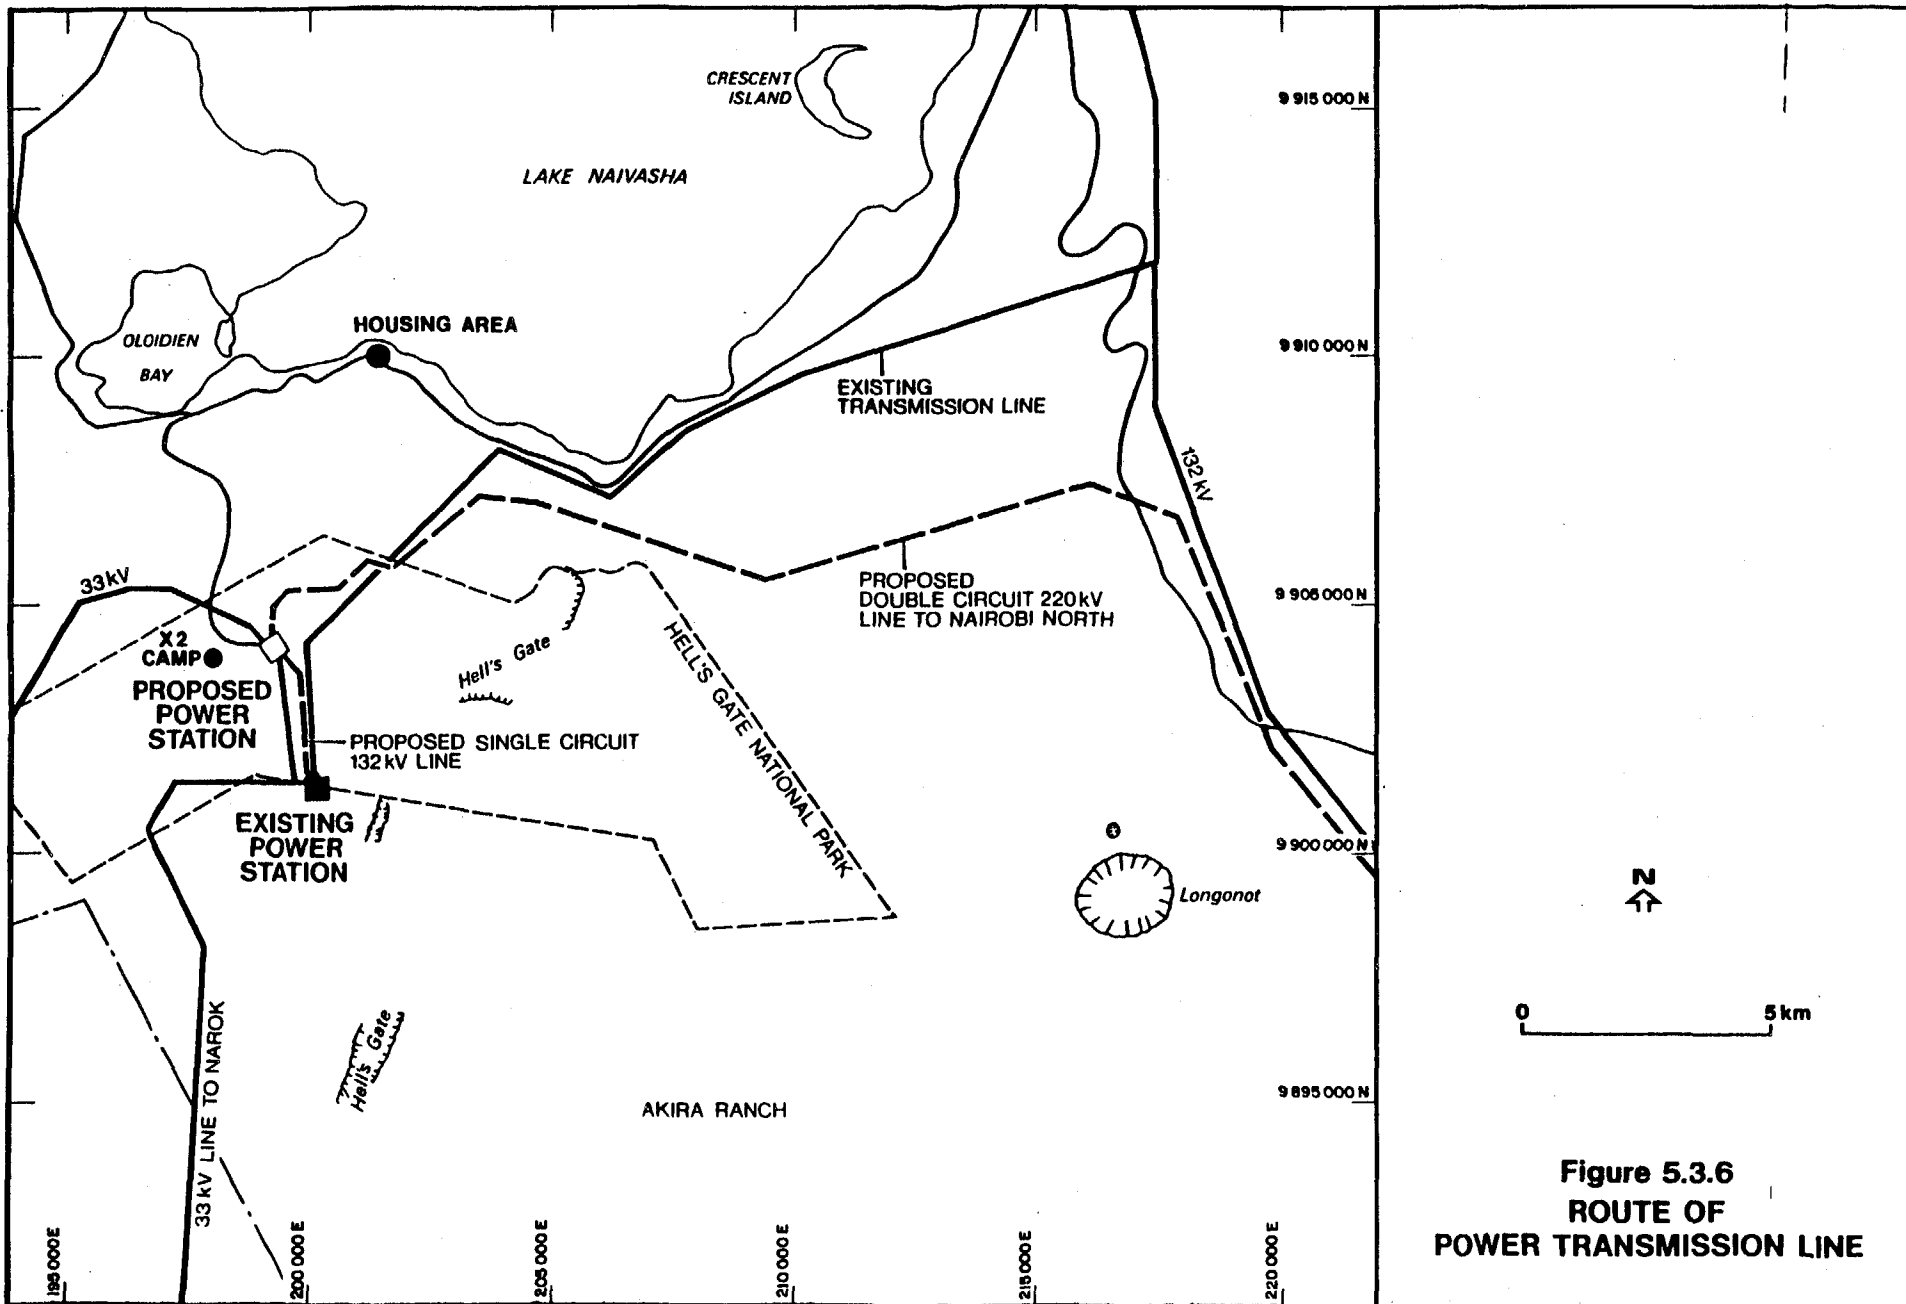 CRESCENT
ISLAND
9 915 000 N
LAKE NAIVASHA
HOUSING AREA
OLOIDIEN
BAY
9 910 000 N
EXISTING
TRANSMISSION LINE
132 kV
33 kV
PROPOSED
DOUBLE CIRCUIT 220kV
LINE TO NAIROBI NORTH
9 905 000 N
X2
CAMP
Hell's Gate
HELL'S GATE NATIONAL PARK
PROPOSED
POWER
STATION
PROPOSED SINGLE CIRCUIT
132 kV LINE
EXISTING
POWER
STATION
9 900 000 N
Longonot
N
0 5 km
33 kV LINE TO NAROK
Hell's Gate
AKIRA RANCH
9 895 000 N
195 000 E
200 000 E
205 000 E
210 000 E
215 000 E
220 000 E
Figure 5.3.6
ROUTE OF
POWER TRANSMISSION LINE